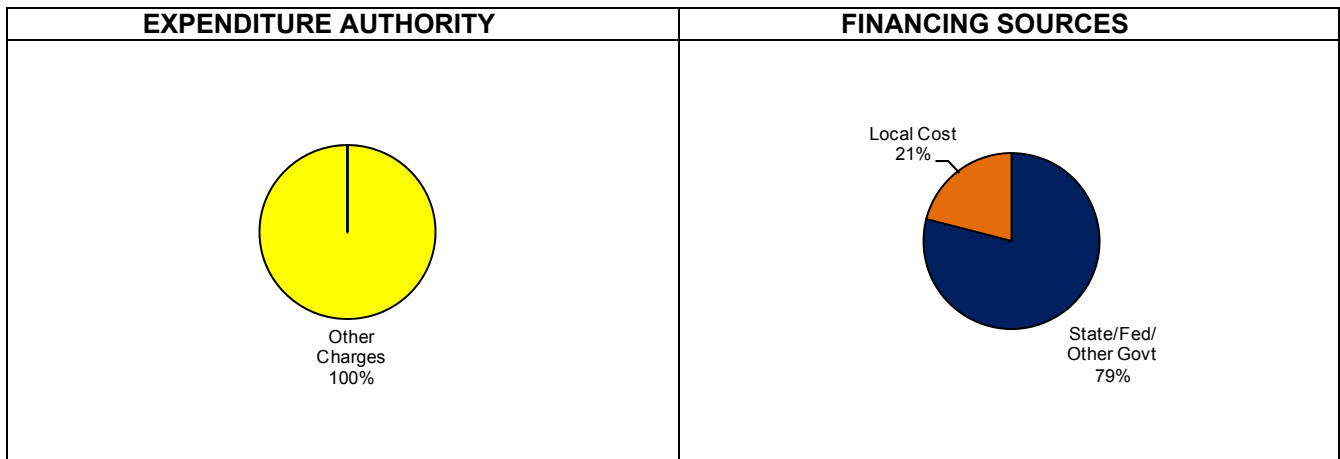 EXPENDITURE AUTHORITY
Other
Charges
100%
FINANCING SOURCES
Local Cost
21%
State/Fed/
Other Govt
79%